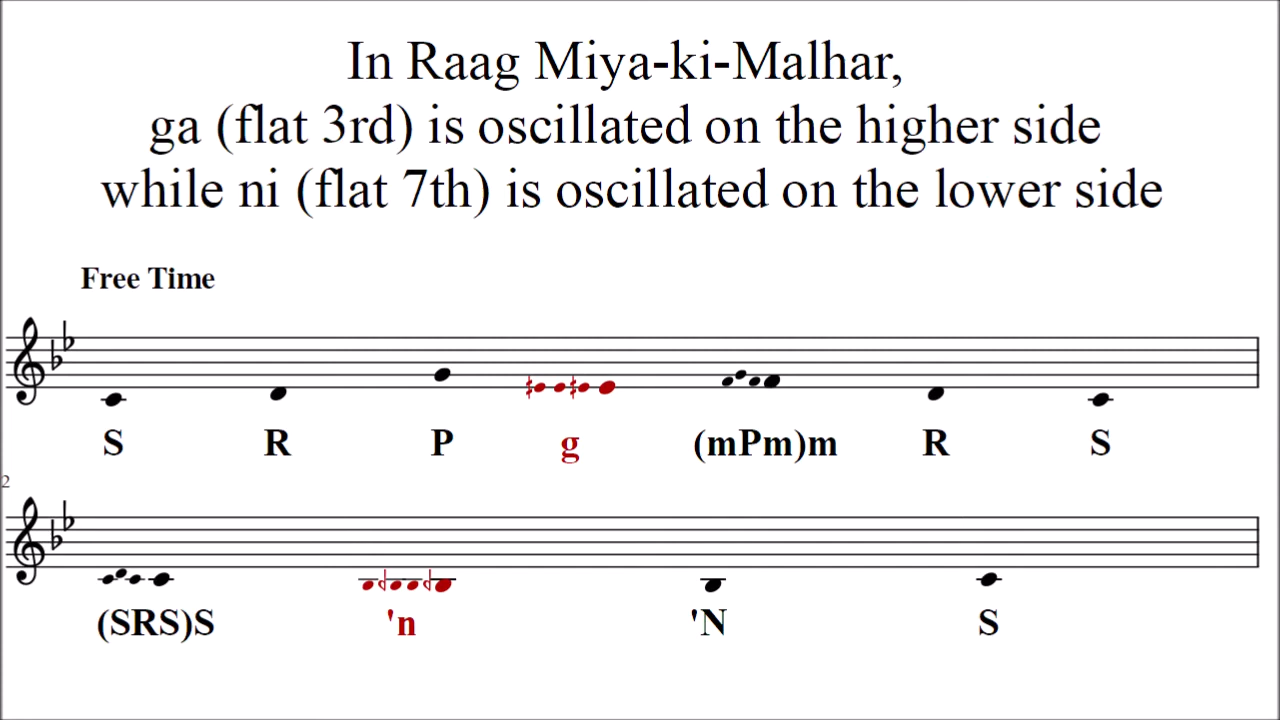 In Raag Miya-ki-Malhar,
ga (flat 3rd) is oscillated on the higher side
while ni (flat 7th) is oscillated on the lower side
Free Time
S R P g (mPm)m R S
2
(SRS)S 'n 'N S